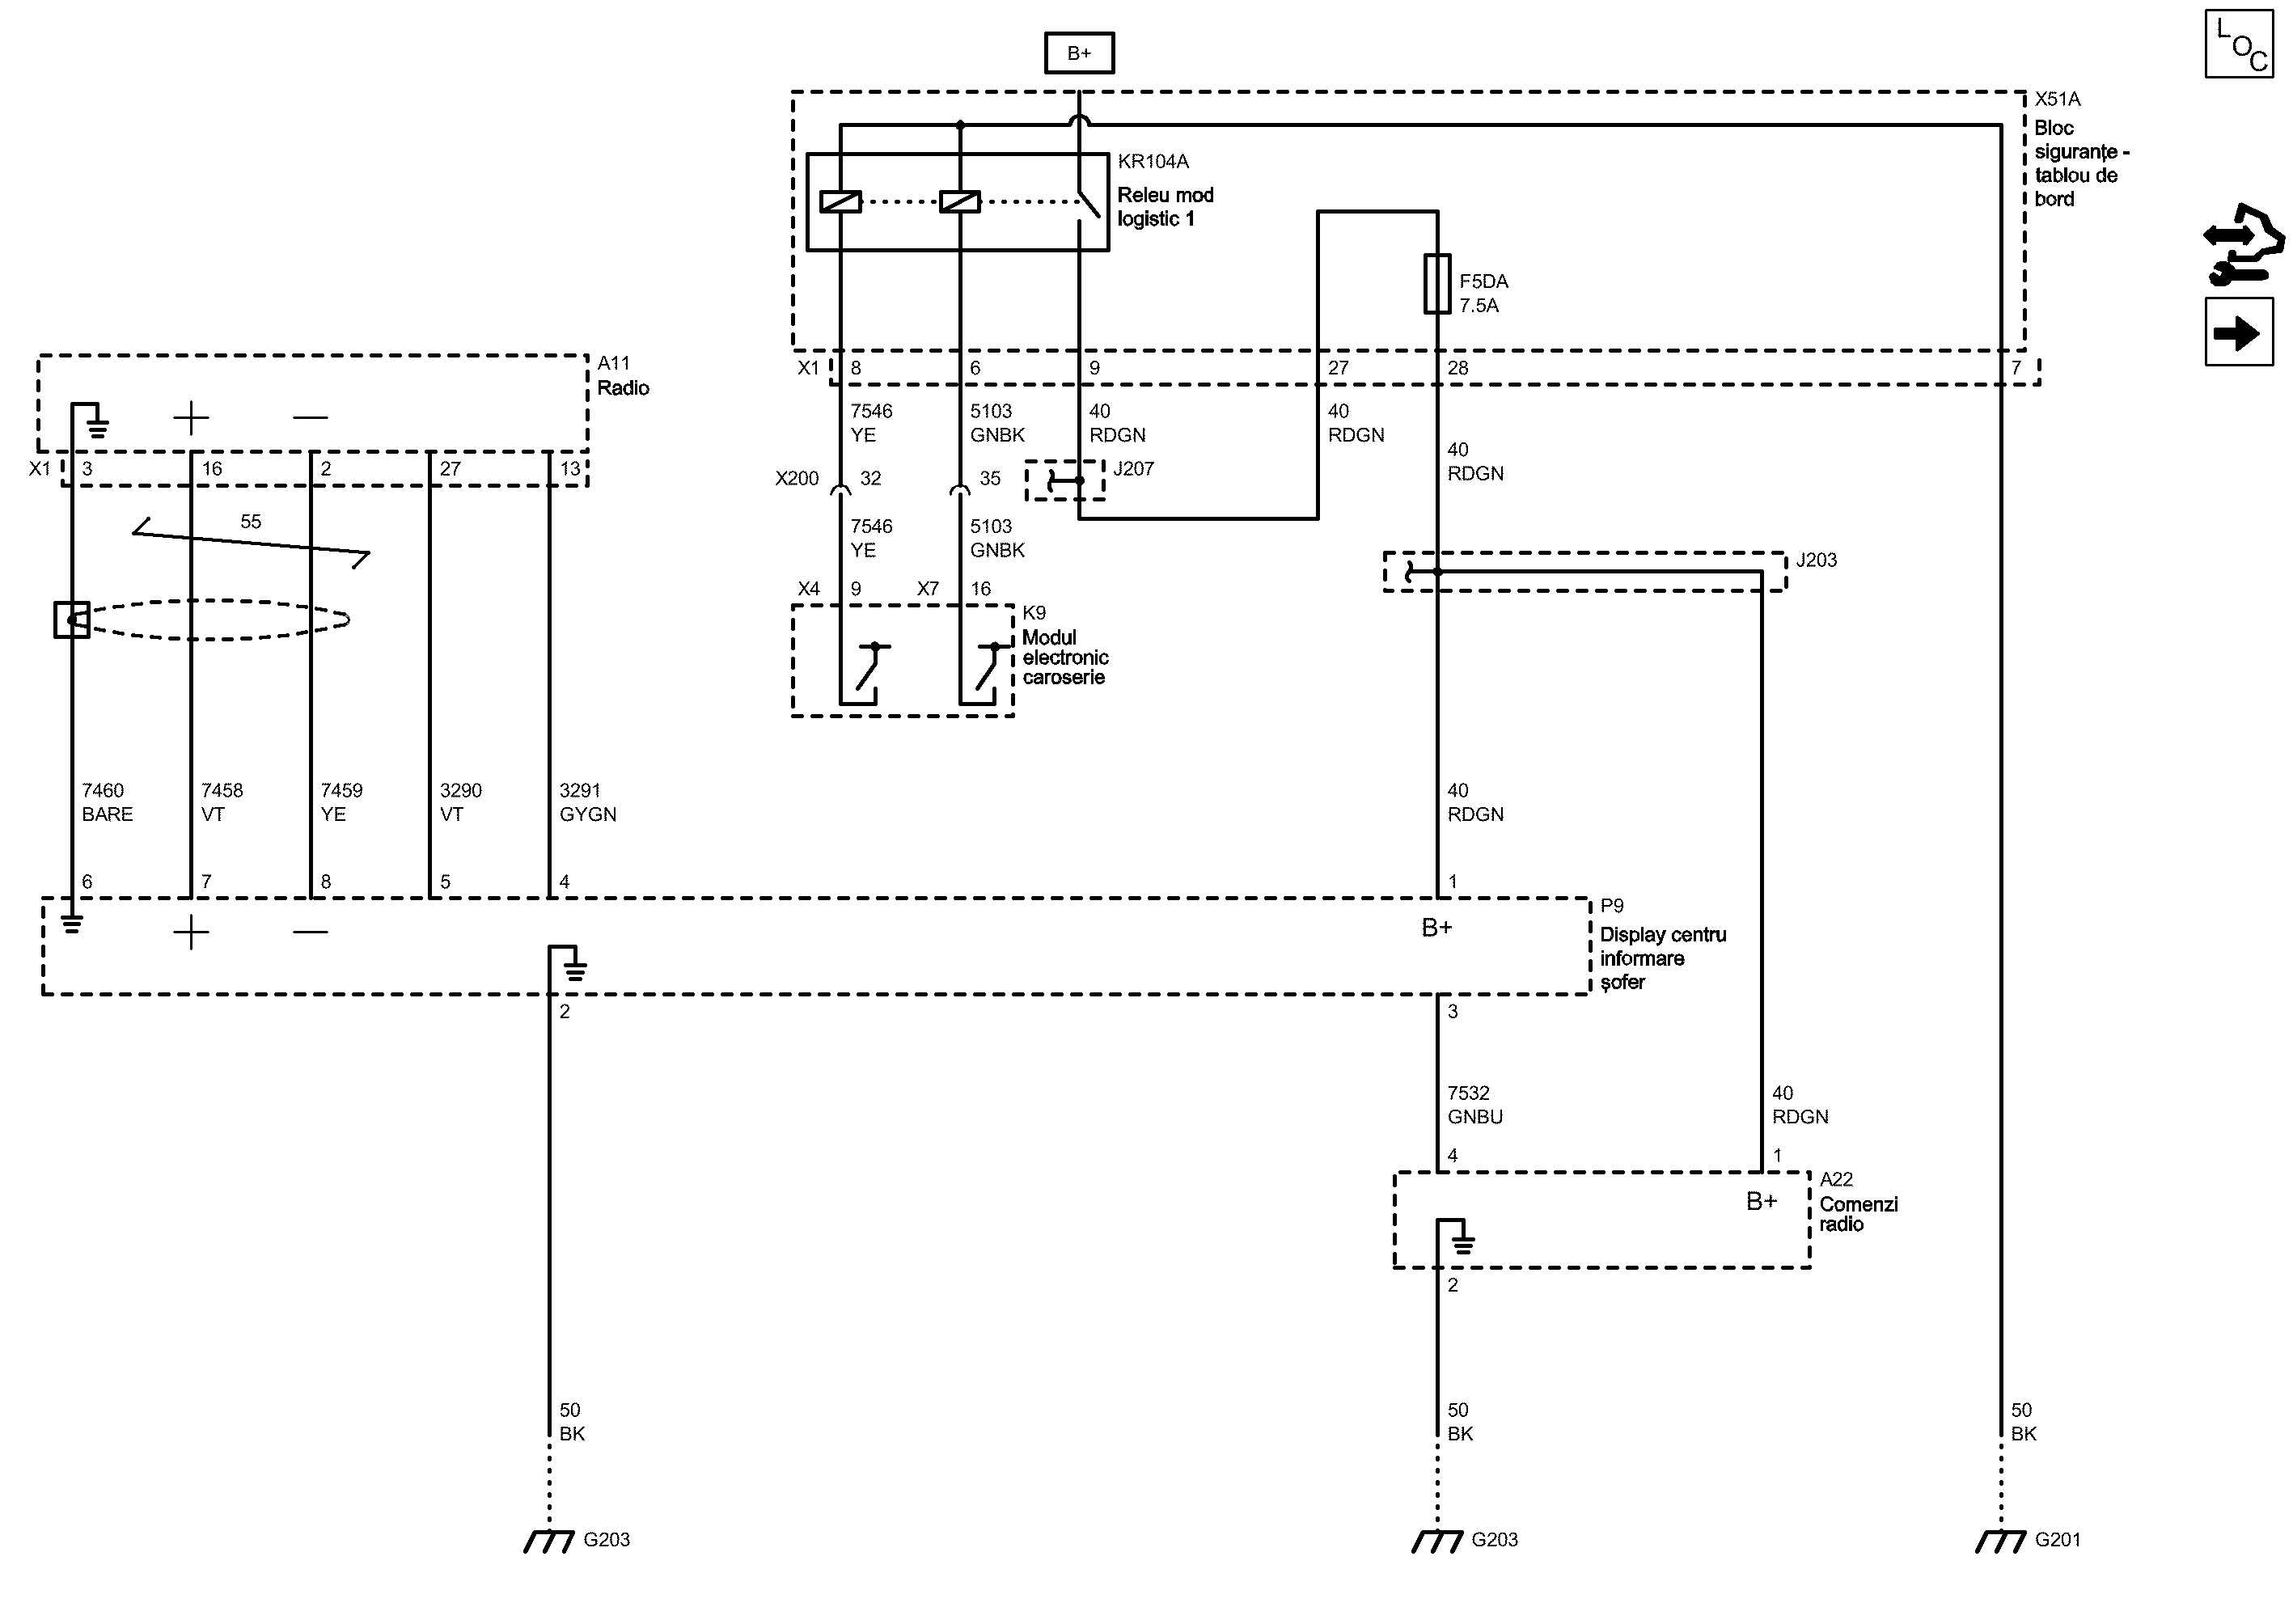 B+
L
O
C
X51A
Bloc
siguranțe -
tablou de
bord
KR104A
Releu mod
logistic 1
F5DA
7.5A
X1
8
6
9
27
28
7
7546
YE
5103
GNBK
40
RDGN
40
RDGN
40
RDGN
X200
32
35
J207
7546
YE
5103
GNBK
J203
X4
9
X7
16
K9
Modul
electronic
caroserie
A11
Radio
X1
3
16
2
27
13
55
7460
BARE
7458
VT
7459
YE
3290
VT
3291
GYGN
40
RDGN
6
7
8
5
4
1
B+
P9
Display centru
informare
șofer
2
3
7532
GNBU
40
RDGN
4
1
B+
A22
Comenzi
radio
2
50
BK
50
BK
50
BK
G203
G203
G201